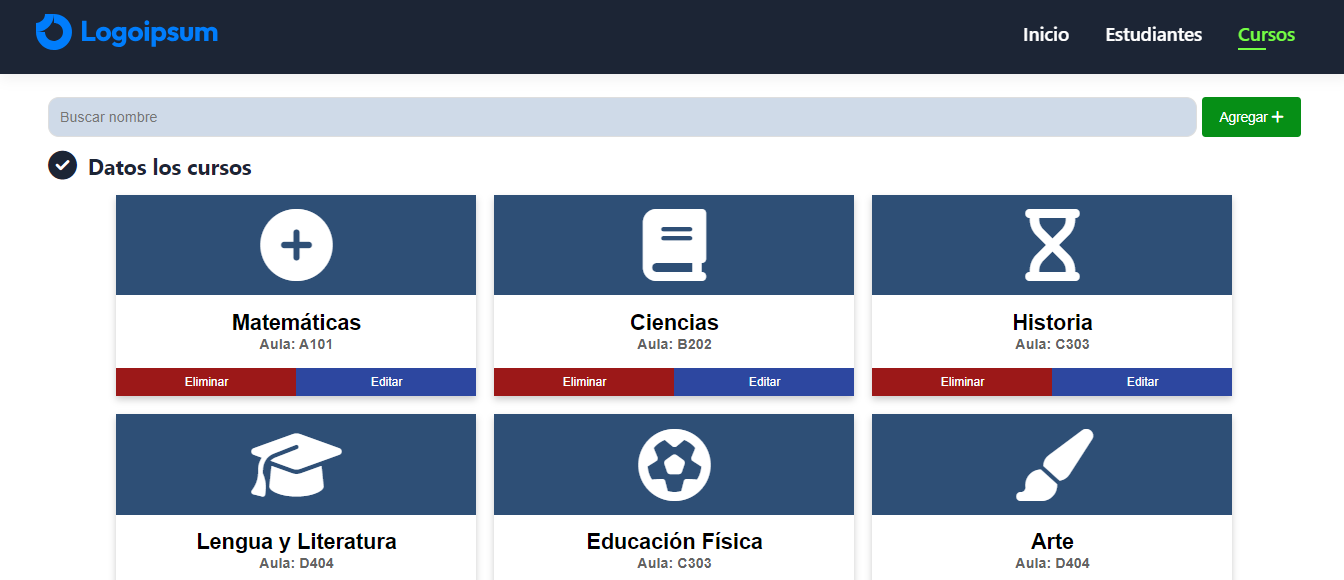 Logoipsum
Inicio Estudiantes Cursos
Buscar nombre
Agregar +
Datos los cursos
Matemáticas
Aula: A101
Eliminar Editar
Ciencias
Aula: B202
Eliminar Editar
Historia
Aula: C303
Eliminar Editar
Lengua y Literatura
Aula: D404
Educación Física
Aula: C303
Arte
Aula: D404